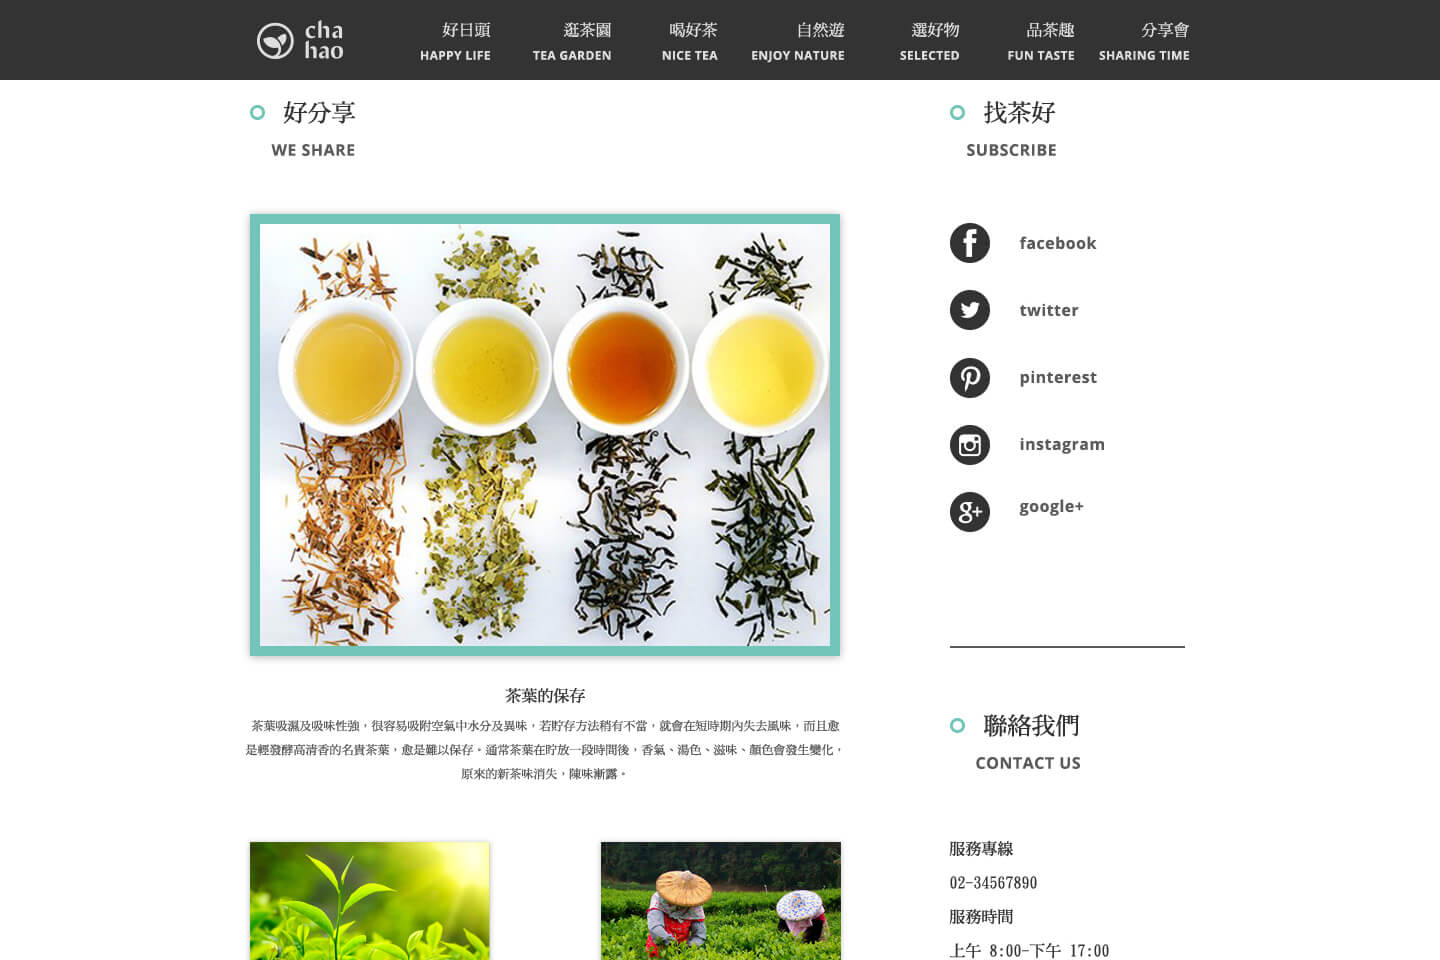 cha
hao
好日頭
HAPPY LIFE
逛茶園
TEA GARDEN
喝好茶
NICE TEA
自然遊
ENJOY NATURE
選好物
SELECTED
品茶趣
FUN TASTE
分享會
SHARING TIME
好分享
WE SHARE
茶葉的保存
茶葉吸濕及吸味性強，很容易吸附空氣中水分及異味，若貯存方法稍有不當，就會在短時期內失去風味，而且愈
是輕發酵高清香的名貴茶葉，愈是難以保存。通常茶葉在貯放一段時間後，香氣、湯色、滋味、顏色會發生變化，
原來的新茶味消失，陳味漸露。
找茶好
SUBSCRIBE
facebook
twitter
pinterest
instagram
google+
聯絡我們
CONTACT US
服務專線
02-34567890
服務時間
上午 8:00-下午 17:00